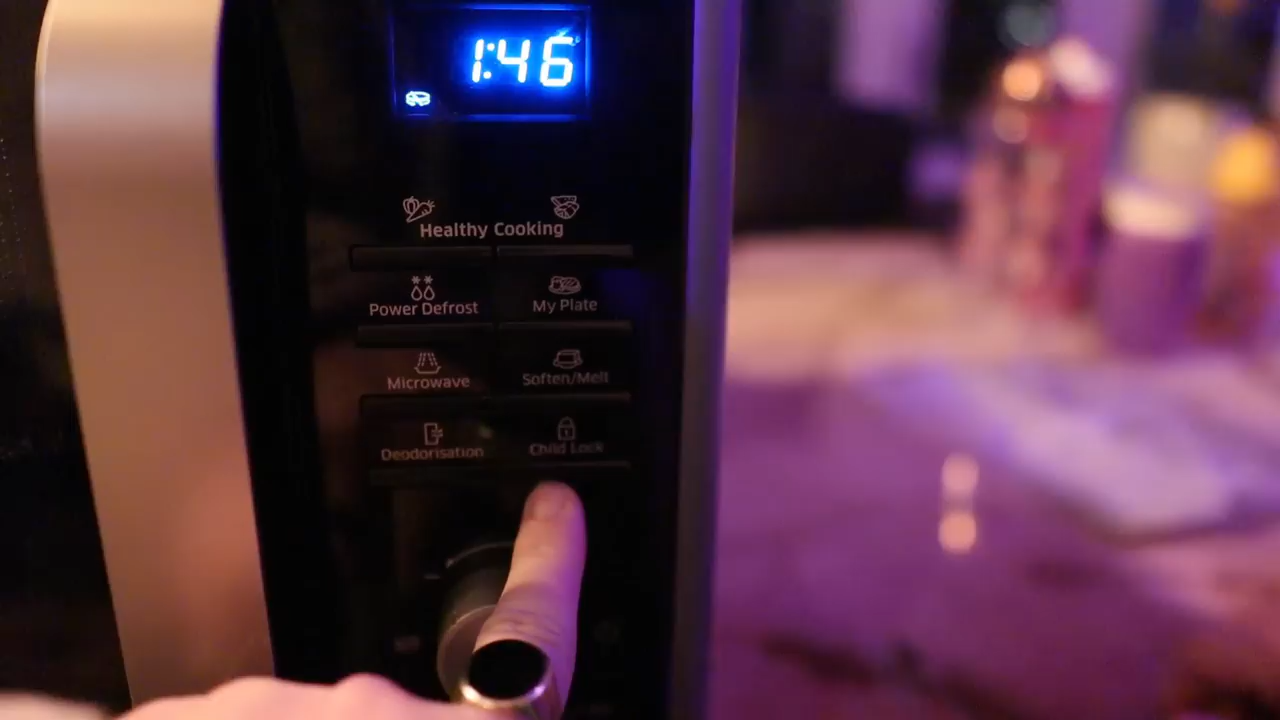 1:46
Healthy Cooking
Power Defrost
My Plate
Microwave
Soften/Melt
Deodorisation
Child Lock